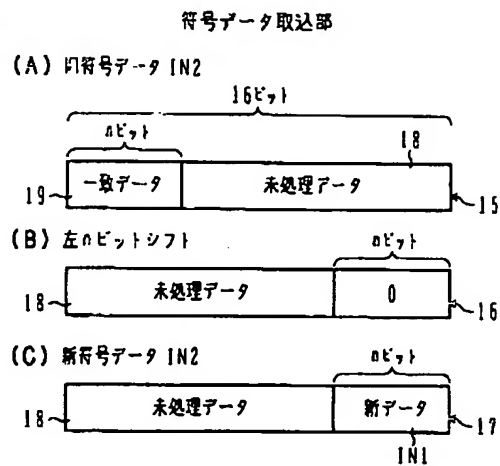 符号データ取込部
(A) 旧符号データ IN2
16ビット
nビット
18
一致データ 未処理データ
19
15
(B) 左nビットシフト
nビット
未処理データ 0
18
16
(C) 新符号データ IN2
nビット
未処理データ 新データ
18
17
IN1